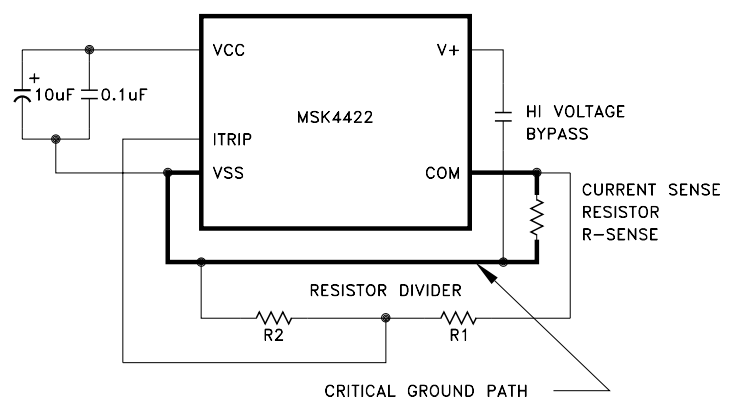 VCC
V+
+
10uF
0.1uF
MSK4422
HI VOLTAGE
BYPASS
ITRIP
VSS
COM
CURRENT SENSE
RESISTOR
R-SENSE
RESISTOR DIVIDER
R2
R1
CRITICAL GROUND PATH